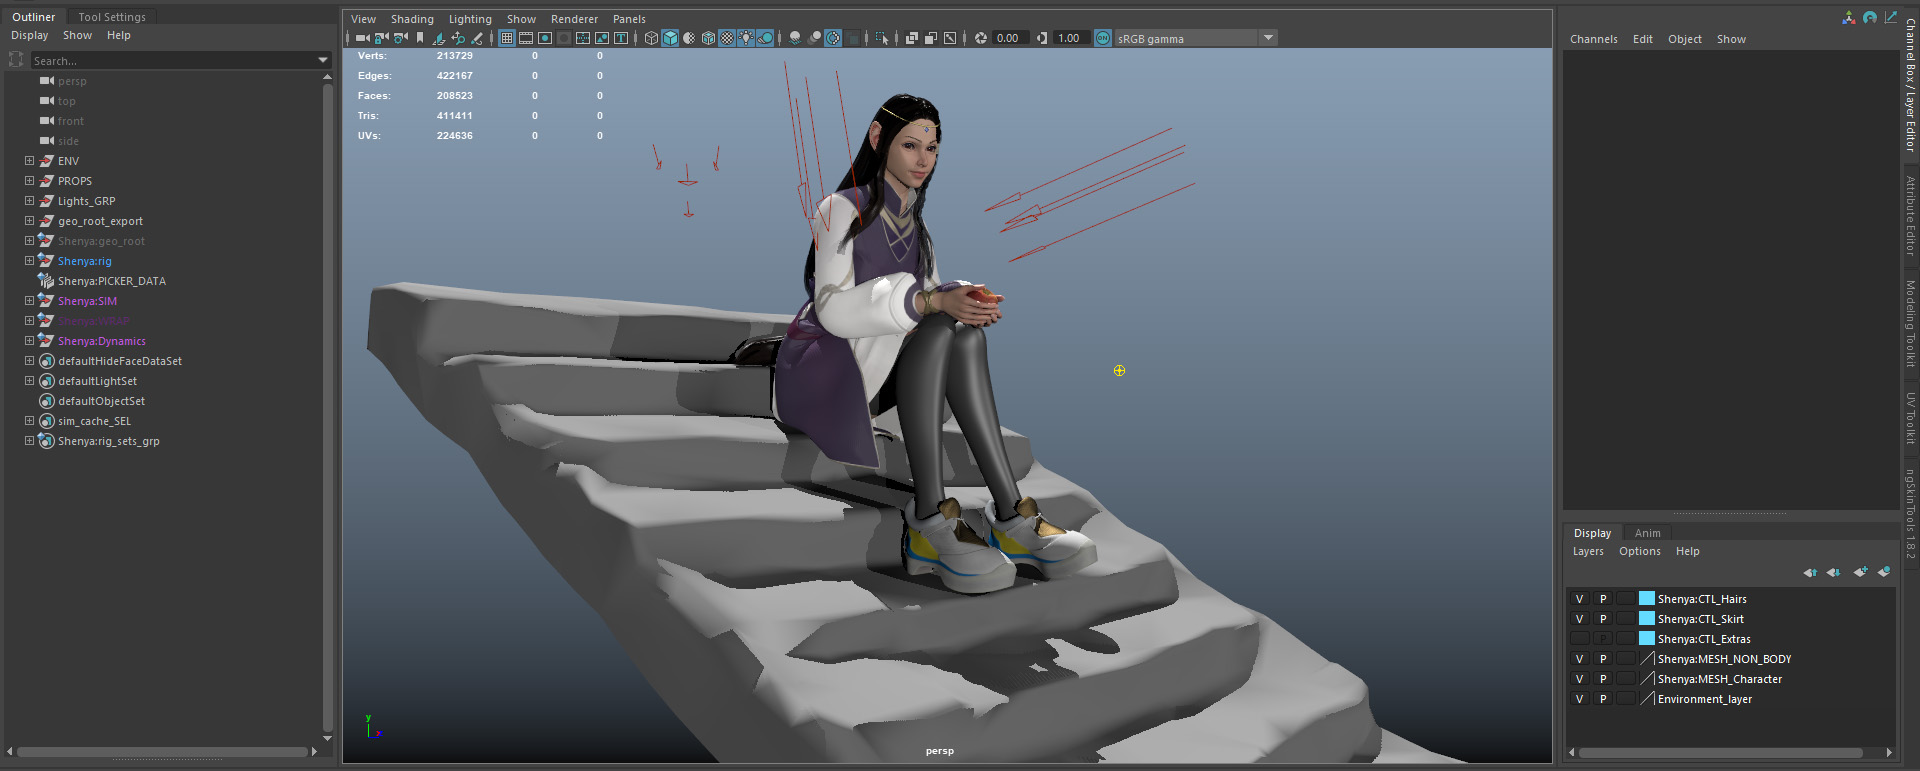 Outliner Tool Settings
Display Show Help
Search...
persp
top
front
side
ENV
PROPS
Lights_GRP
geo_root_export
Shenya:geo_root
Shenya:rig
Shenya:PICKER_DATA
Shenya:SIM
Shenya:WRAP
Shenya:Dynamics
defaultHideFaceDataSet
defaultLightSet
defaultObjectSet
sim_cache_SEL
Shenya:rig_sets_grp
View Shading Lighting Show Renderer Panels
0.00 1.00 ON sRGB gamma
Verts: 213729 0 0
Edges: 422167 0 0
Faces: 208523 0 0
Tris: 411411 0 0
UVs: 224636 0 0
y
persp
Channels Edit Object Show
Display Anim
Layers Options Help
V P Shenya:CTL_Hairs
V P Shenya:CTL_Skirt
P Shenya:CTL_Extras
V P Shenya:MESH_NON_BODY
V P Shenya:MESH_Character
V P Environment_layer
Channel Box / Layer Editor
Attribute Editor
Modeling Toolkit
UV Toolkit
ngSkinTools 1.8.2